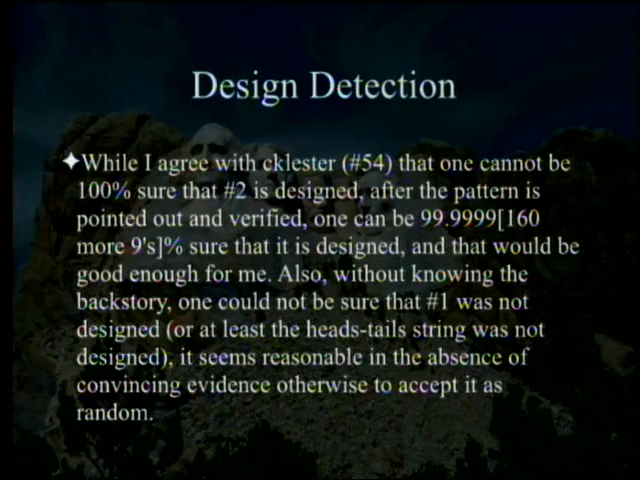 Design Detection
While I agree with cklester (#54) that one cannot be
100% sure that #2 is designed, after the pattern is
pointed out and verified, one can be 99.9999[160
more 9's]% sure that it is designed, and that would be
good enough for me. Also, without knowing the
backstory, one could not be sure that #1 was not
designed (or at least the heads-tails string was not
designed), it seems reasonable in the absence of
convincing evidence otherwise to accept it as
random.